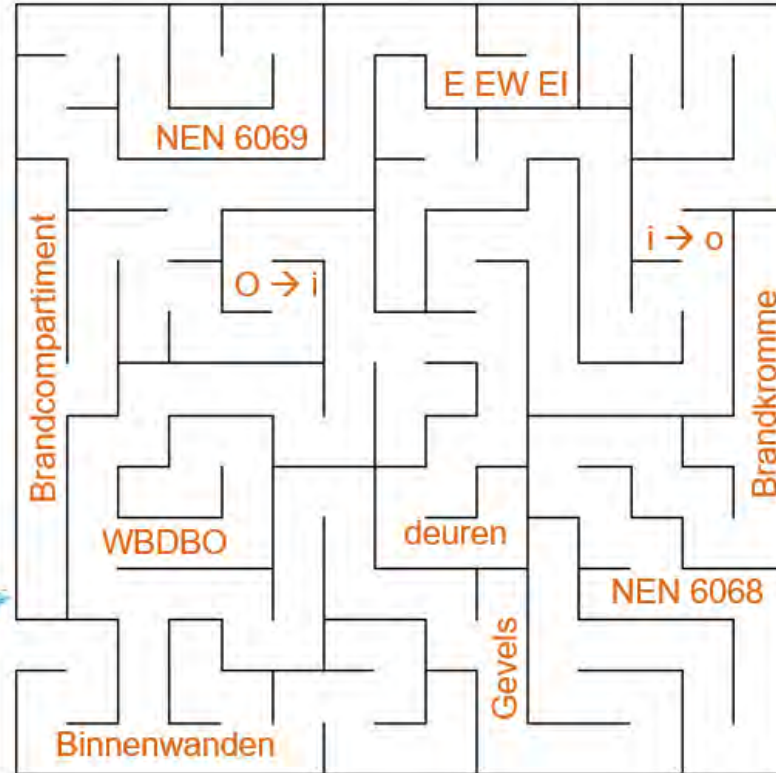 E EW EI
NEN 6069
i → o
O → i
Brandcompartiment
Brandkromme
WBDBO
deuren
NEN 6068
Gevels
Binnenwanden